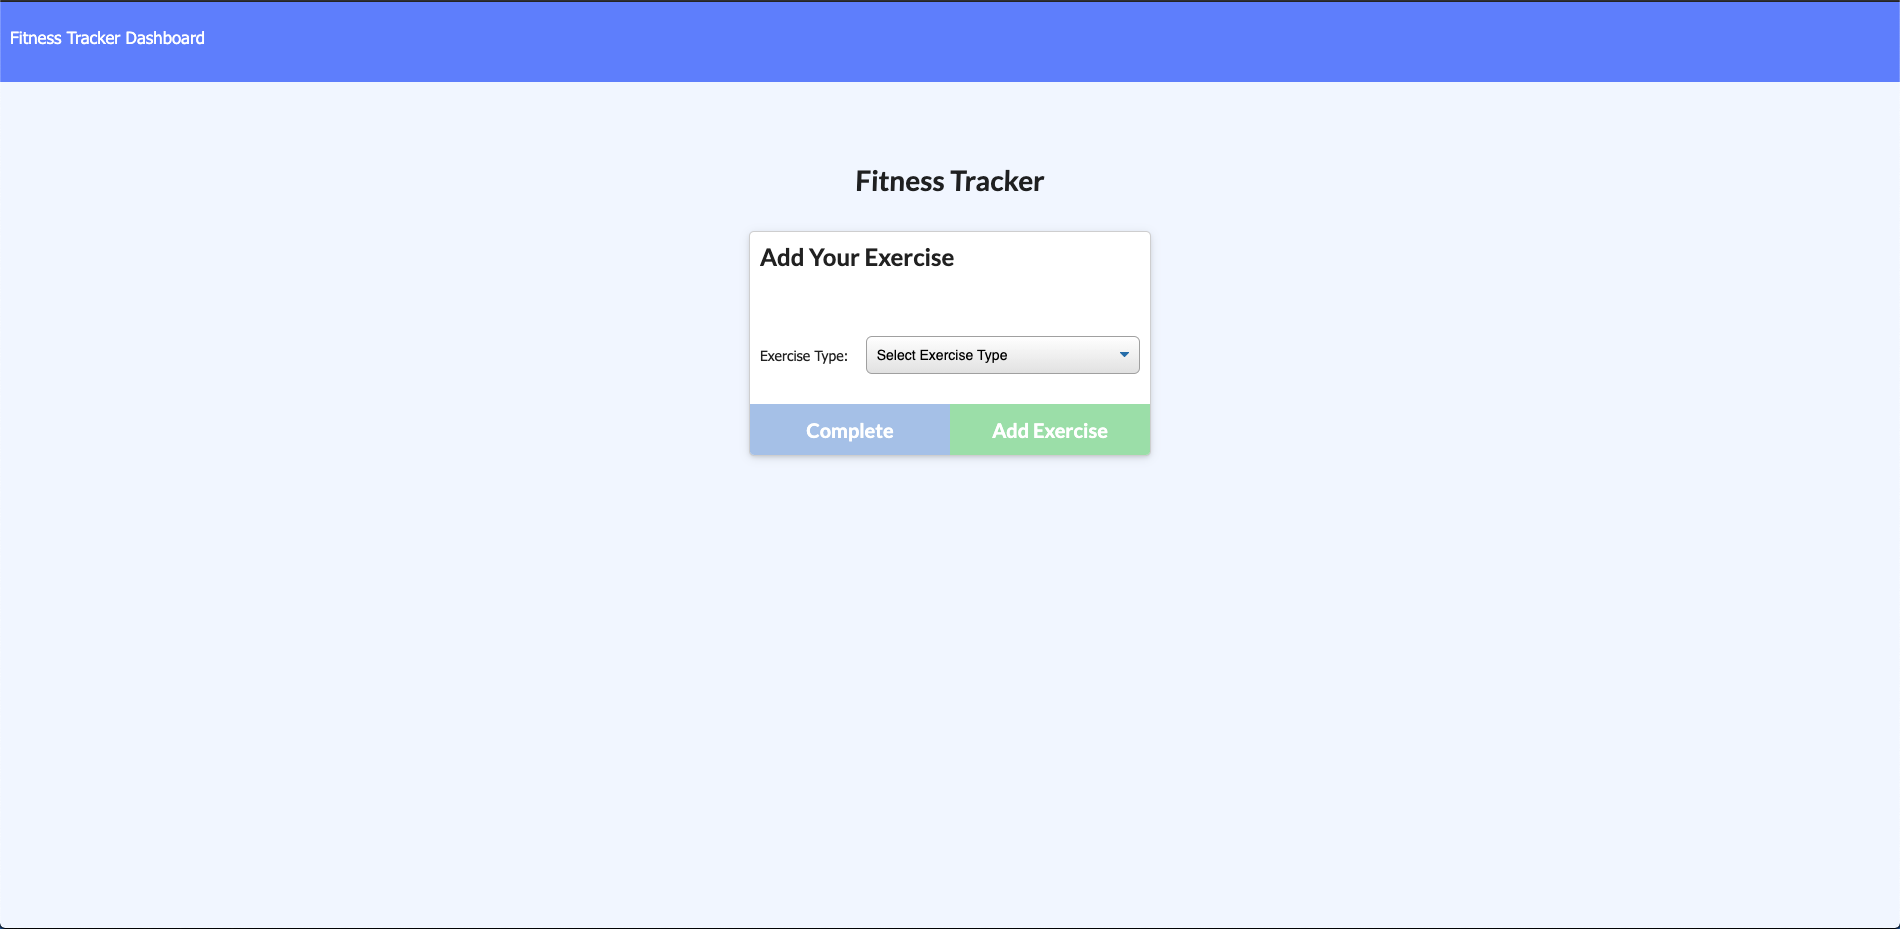 Fitness Tracker Dashboard
Fitness Tracker
Add Your Exercise
Exercise Type: Select Exercise Type
Complete Add Exercise